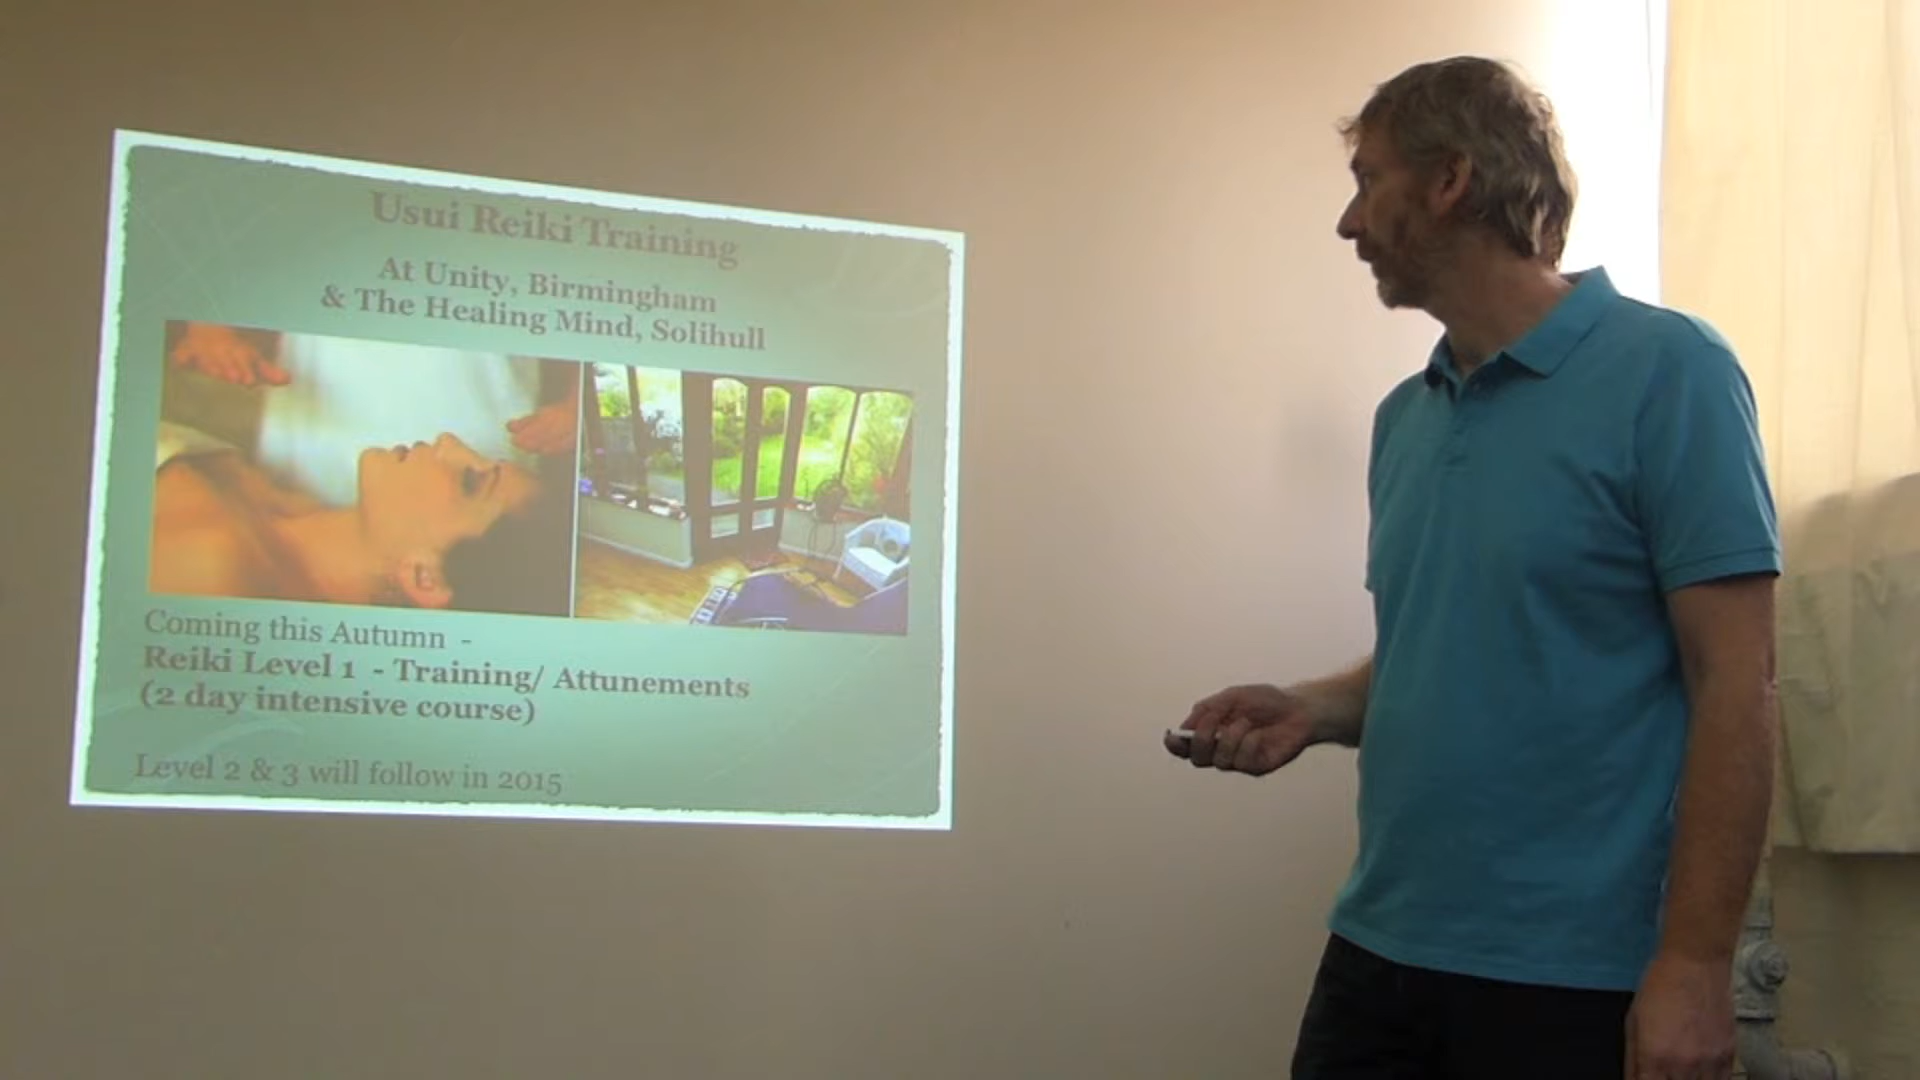 Usui Reiki Training
At Unity, Birmingham
& The Healing Mind, Solihull
Coming this Autumn -
Reiki Level 1 - Training/ Attunements
(2 day intensive course)
Level 2 & 3 will follow in 2015